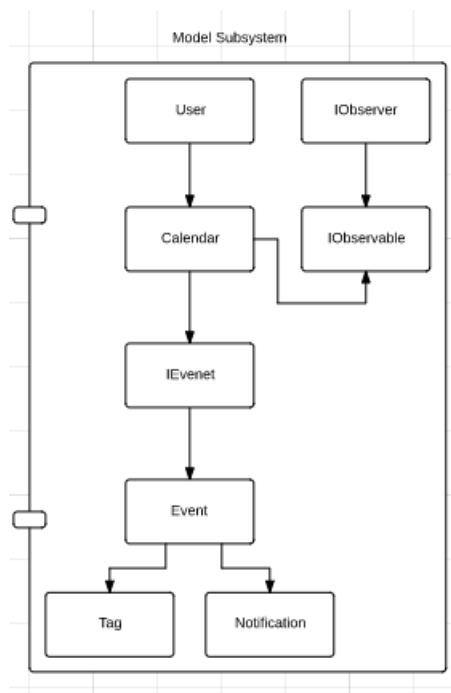 Model Subsystem
User
IObserver
Calendar
IObservable
IEvenet
Event
Tag
Notification